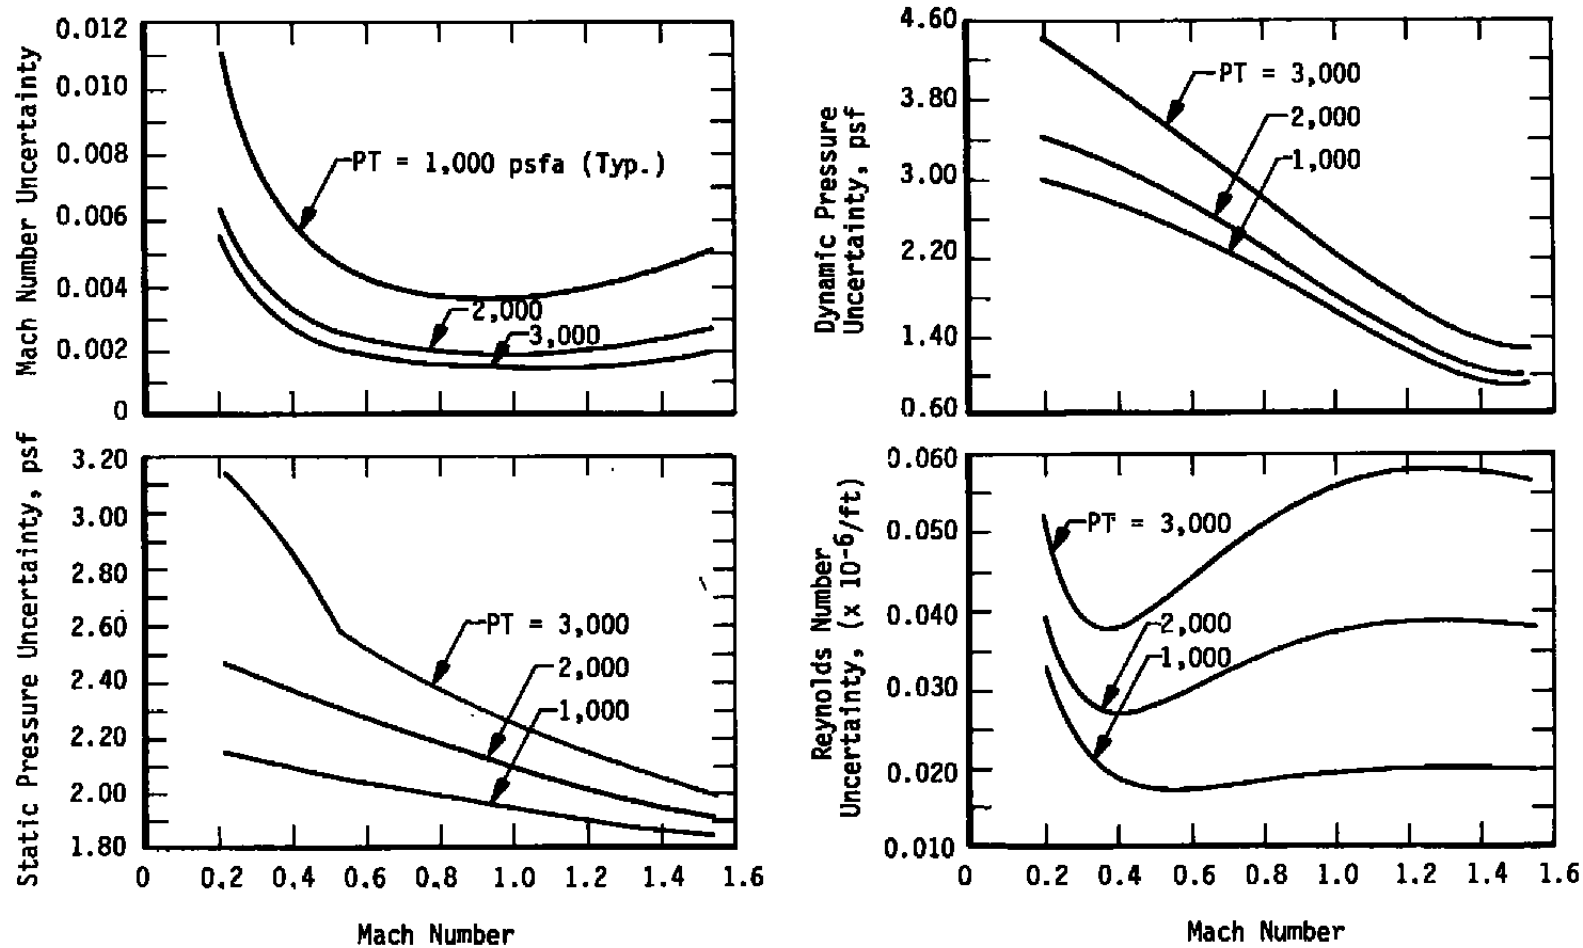 Mach Number Uncertainty
0.012
0.010
0.008
0.006
0.004
0.002
0
PT = 1,000 psfa (Typ.)
2,000
3,000
Dynamic Pressure
Uncertainty, psf
4.60
3.80
3.00
2.20
1.40
0.60
PT = 3,000
2,000
1,000
Static Pressure Uncertainty, psf
3.20
3.00
2.80
2.60
2.40
2.20
2.00
1.80
PT = 3,000
2,000
1,000
0 0.2 0.4 0.6 0.8 1.0 1.2 1.4 1.6
Mach Number
Reynolds Number
Uncertainty, (x 10-6/ft)
0.060
0.050
0.040
0.030
0.020
0.010
PT = 3,000
2,000
1,000
0 0.2 0.4 0.6 0.8 1.0 1.2 1.4 1.6
Mach Number